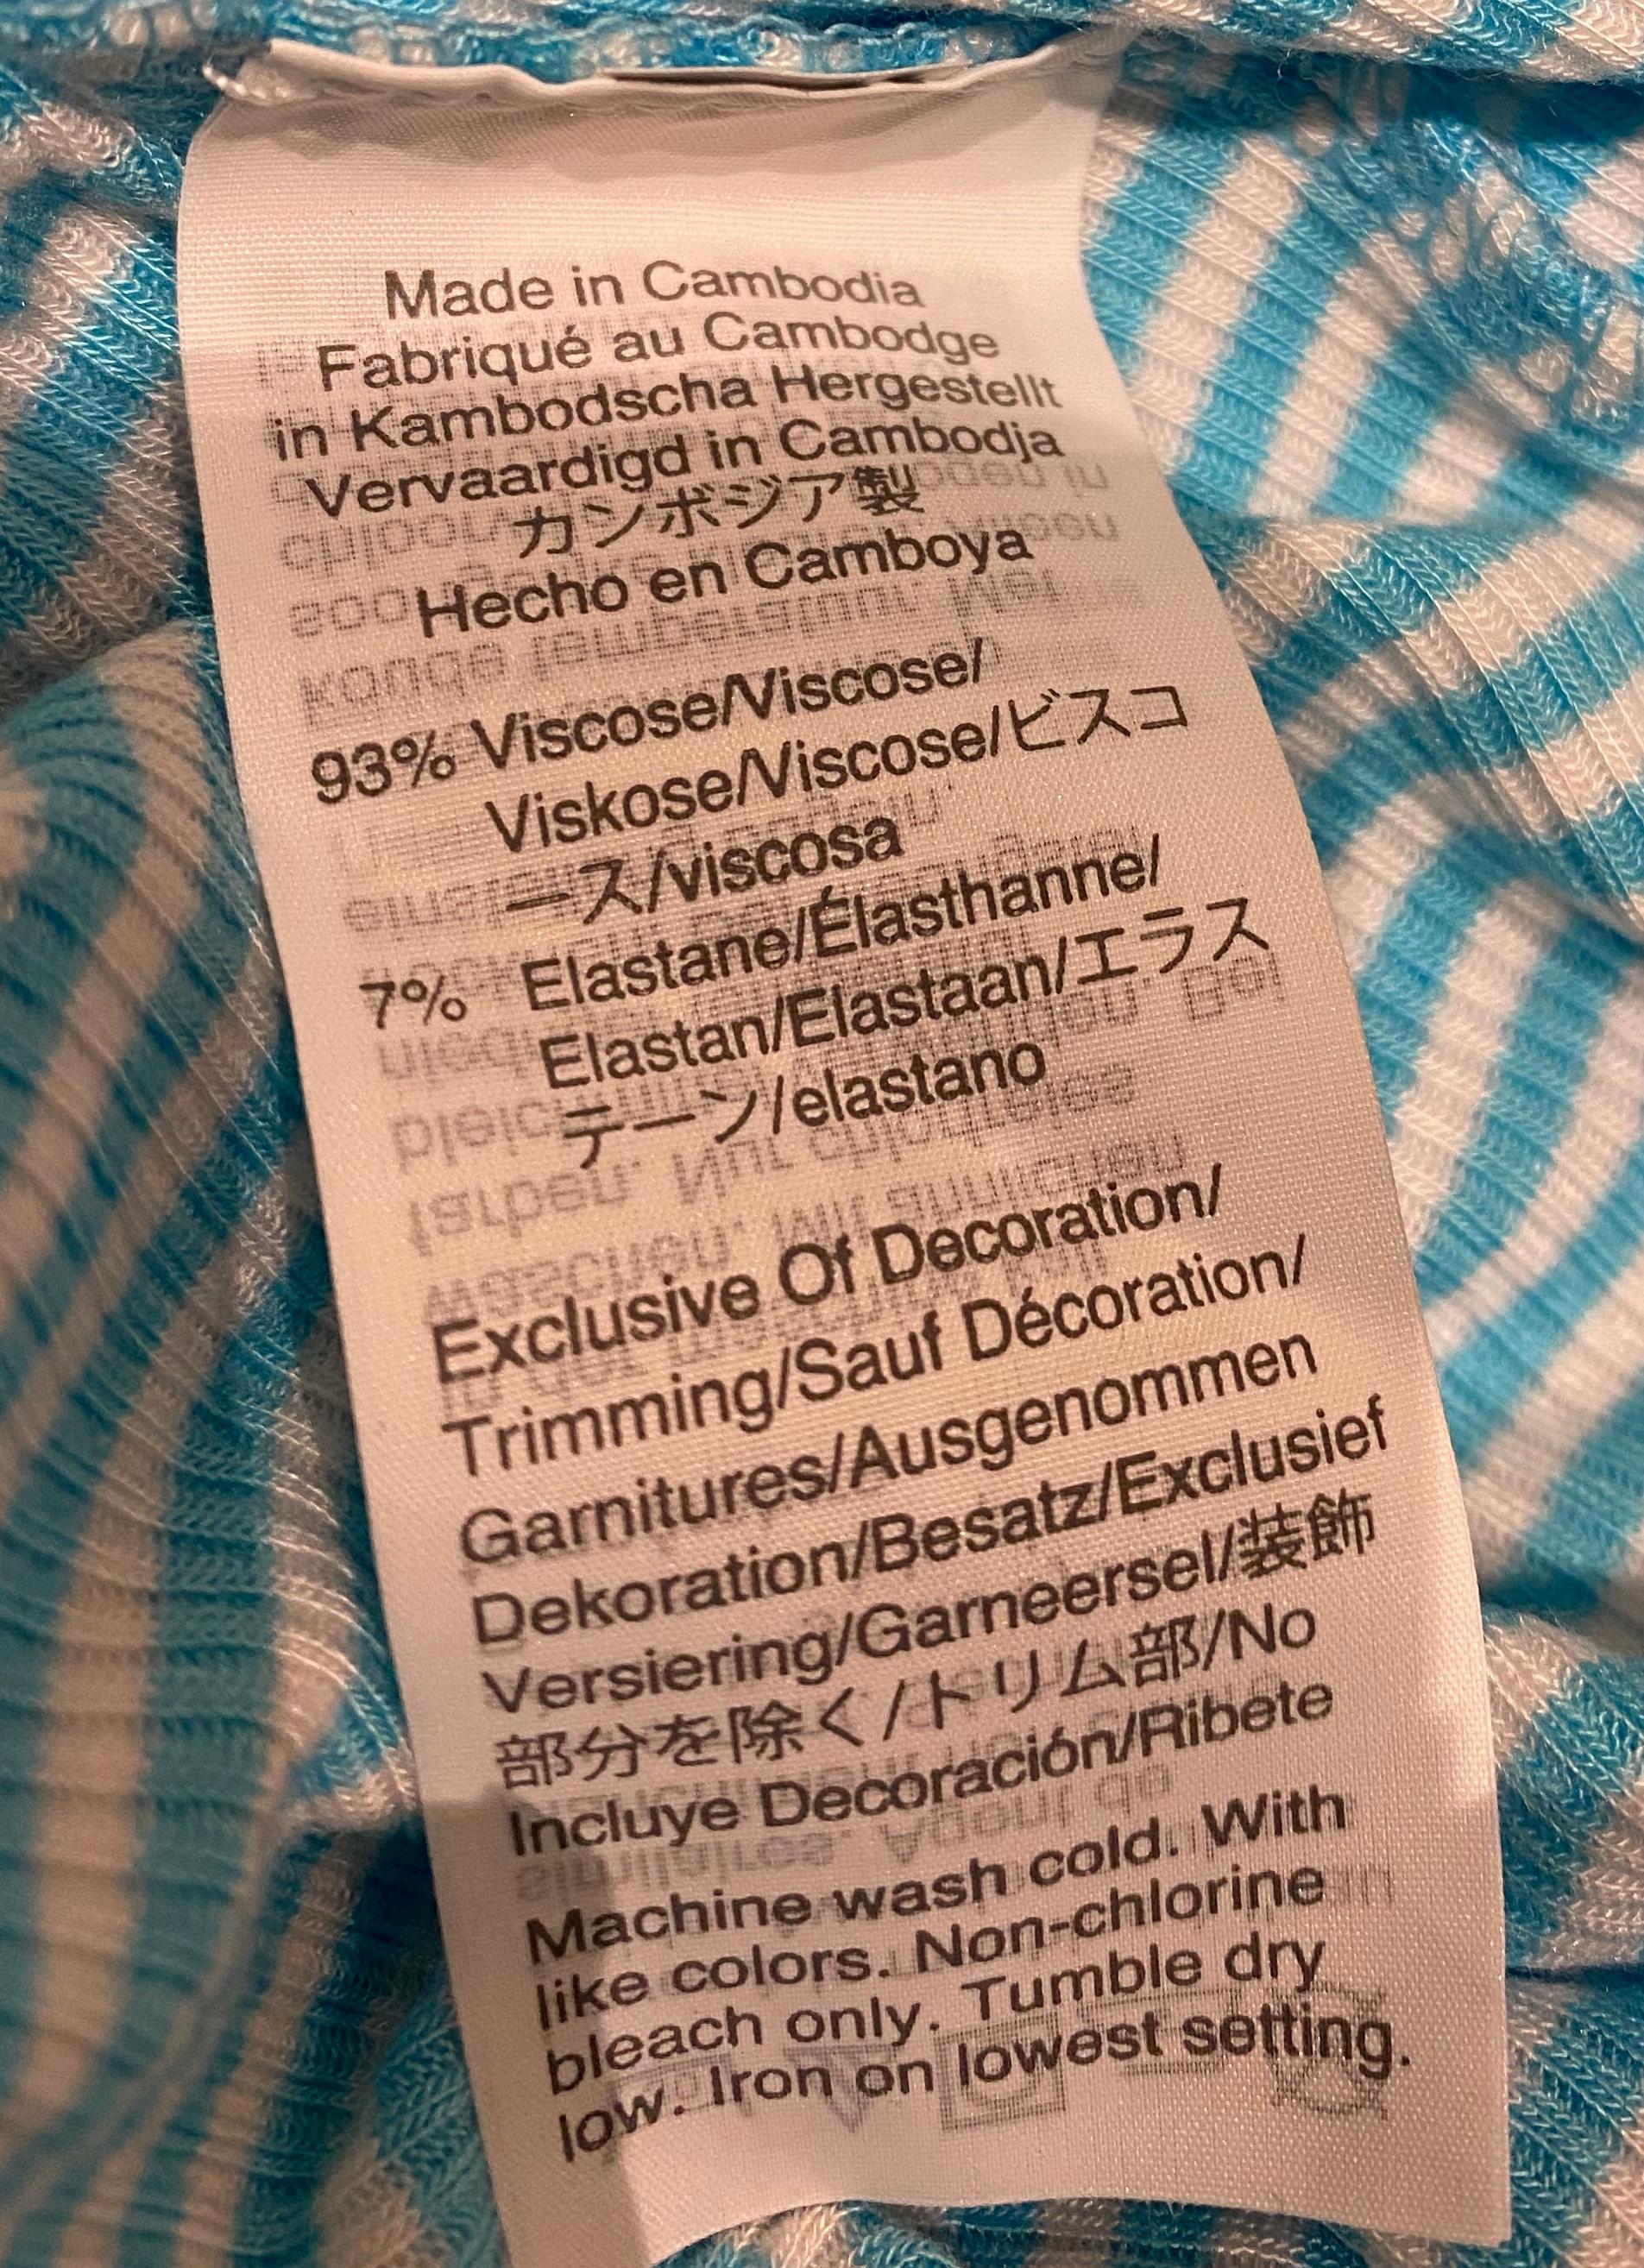 Made in Cambodia
Fabriqué au Cambodge
in Kambodscha Hergestellt
Vervaardigd in Cambodja
カンボジア製
Hecho en Camboya
93% Viscose/Viscose/
Viskose/Viscose/ビスコ
ース/viscosa
7% Elastane/Élasthanne/
Elastan/Elastaan/エラス
テーン/elastano
Exclusive Of Decoration/
Trimming/Sauf Décoration/
Garnitures/Ausgenommen
Dekoration/Besatz/Exclusief
Versiering/Garneersel/装飾
部分を除く/トリム部/No
Incluye Decoración/Ribete
Machine wash cold. With
like colors. Non-chlorine
bleach only. Tumble dry
low. Iron on lowest setting.